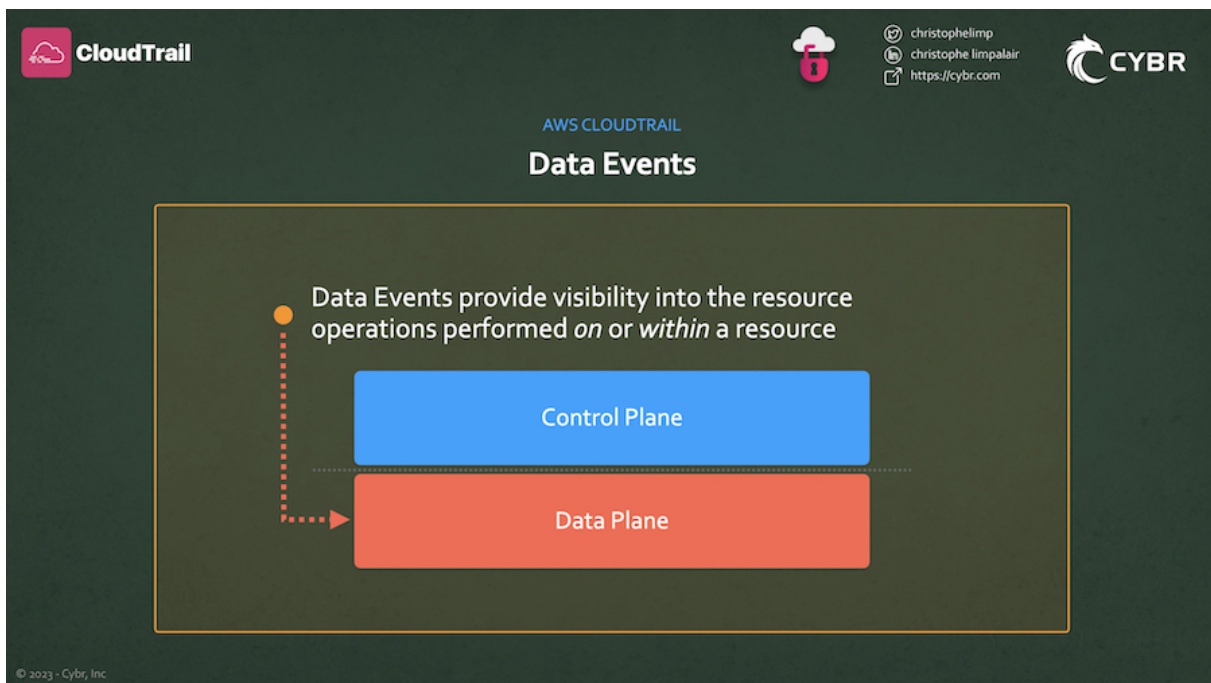 CloudTrail
christophelimp
christophe limpalair
https://cybr.com
CYBR
AWS CLOUDTRAIL
Data Events
Data Events provide visibility into the resource
operations performed on or within a resource
Control Plane
Data Plane
© 2023 - Cybr, Inc